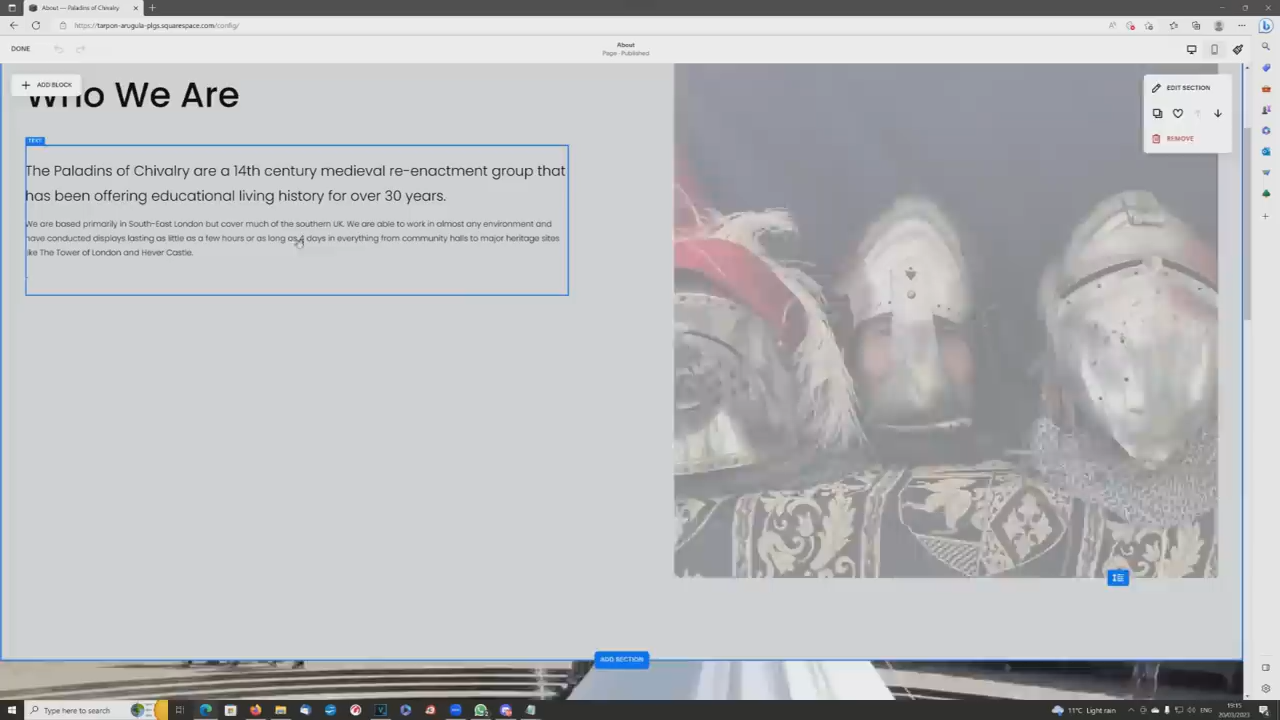 About — Paladins of Chivalry
https://tarpon-arugula-plgs.squarespace.com/config/
DONE
About
Page · Published
ADD BLOCK
Who We Are
EDIT SECTION
REMOVE
TEXT
The Paladins of Chivalry are a 14th century medieval re-enactment group that
has been offering educational living history for over 30 years.
We are based primarily in South-East London but cover much of the southern UK. We are able to work in almost any environment and
have conducted displays lasting as little as a few hours or as long as 4 days in everything from community halls to major heritage sites
like The Tower of London and Hever Castle.
ADD SECTION
Type here to search
11°C Light rain
ENG
19:15
20/03/2023